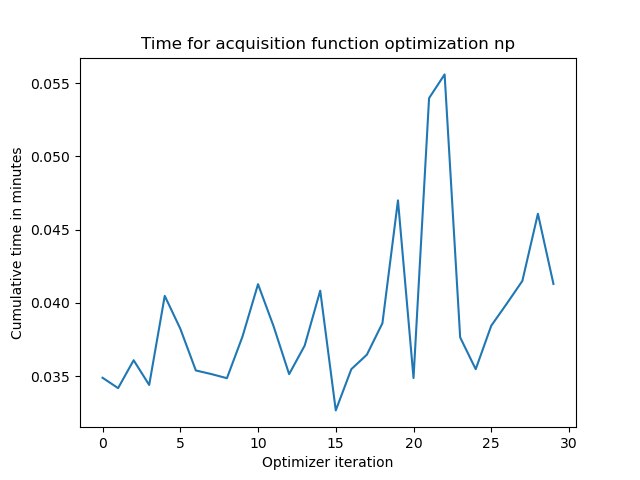 Time for acquisition function optimization np
Cumulative time in minutes
0.055
0.050
0.045
0.040
0.035
0 5 10 15 20 25 30
Optimizer iteration